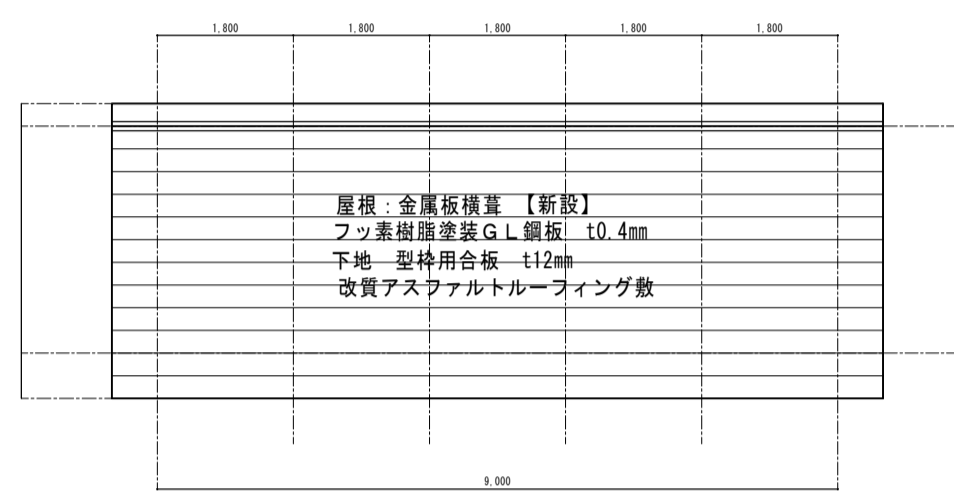 1,800 1,800 1,800 1,800 1,800
屋根：金属板横葺 【新設】
フッ素樹脂塗装ＧＬ鋼板 t0.4mm
下地 型枠用合板 t12mm
改質アスファルトルーフィング敷
9,000